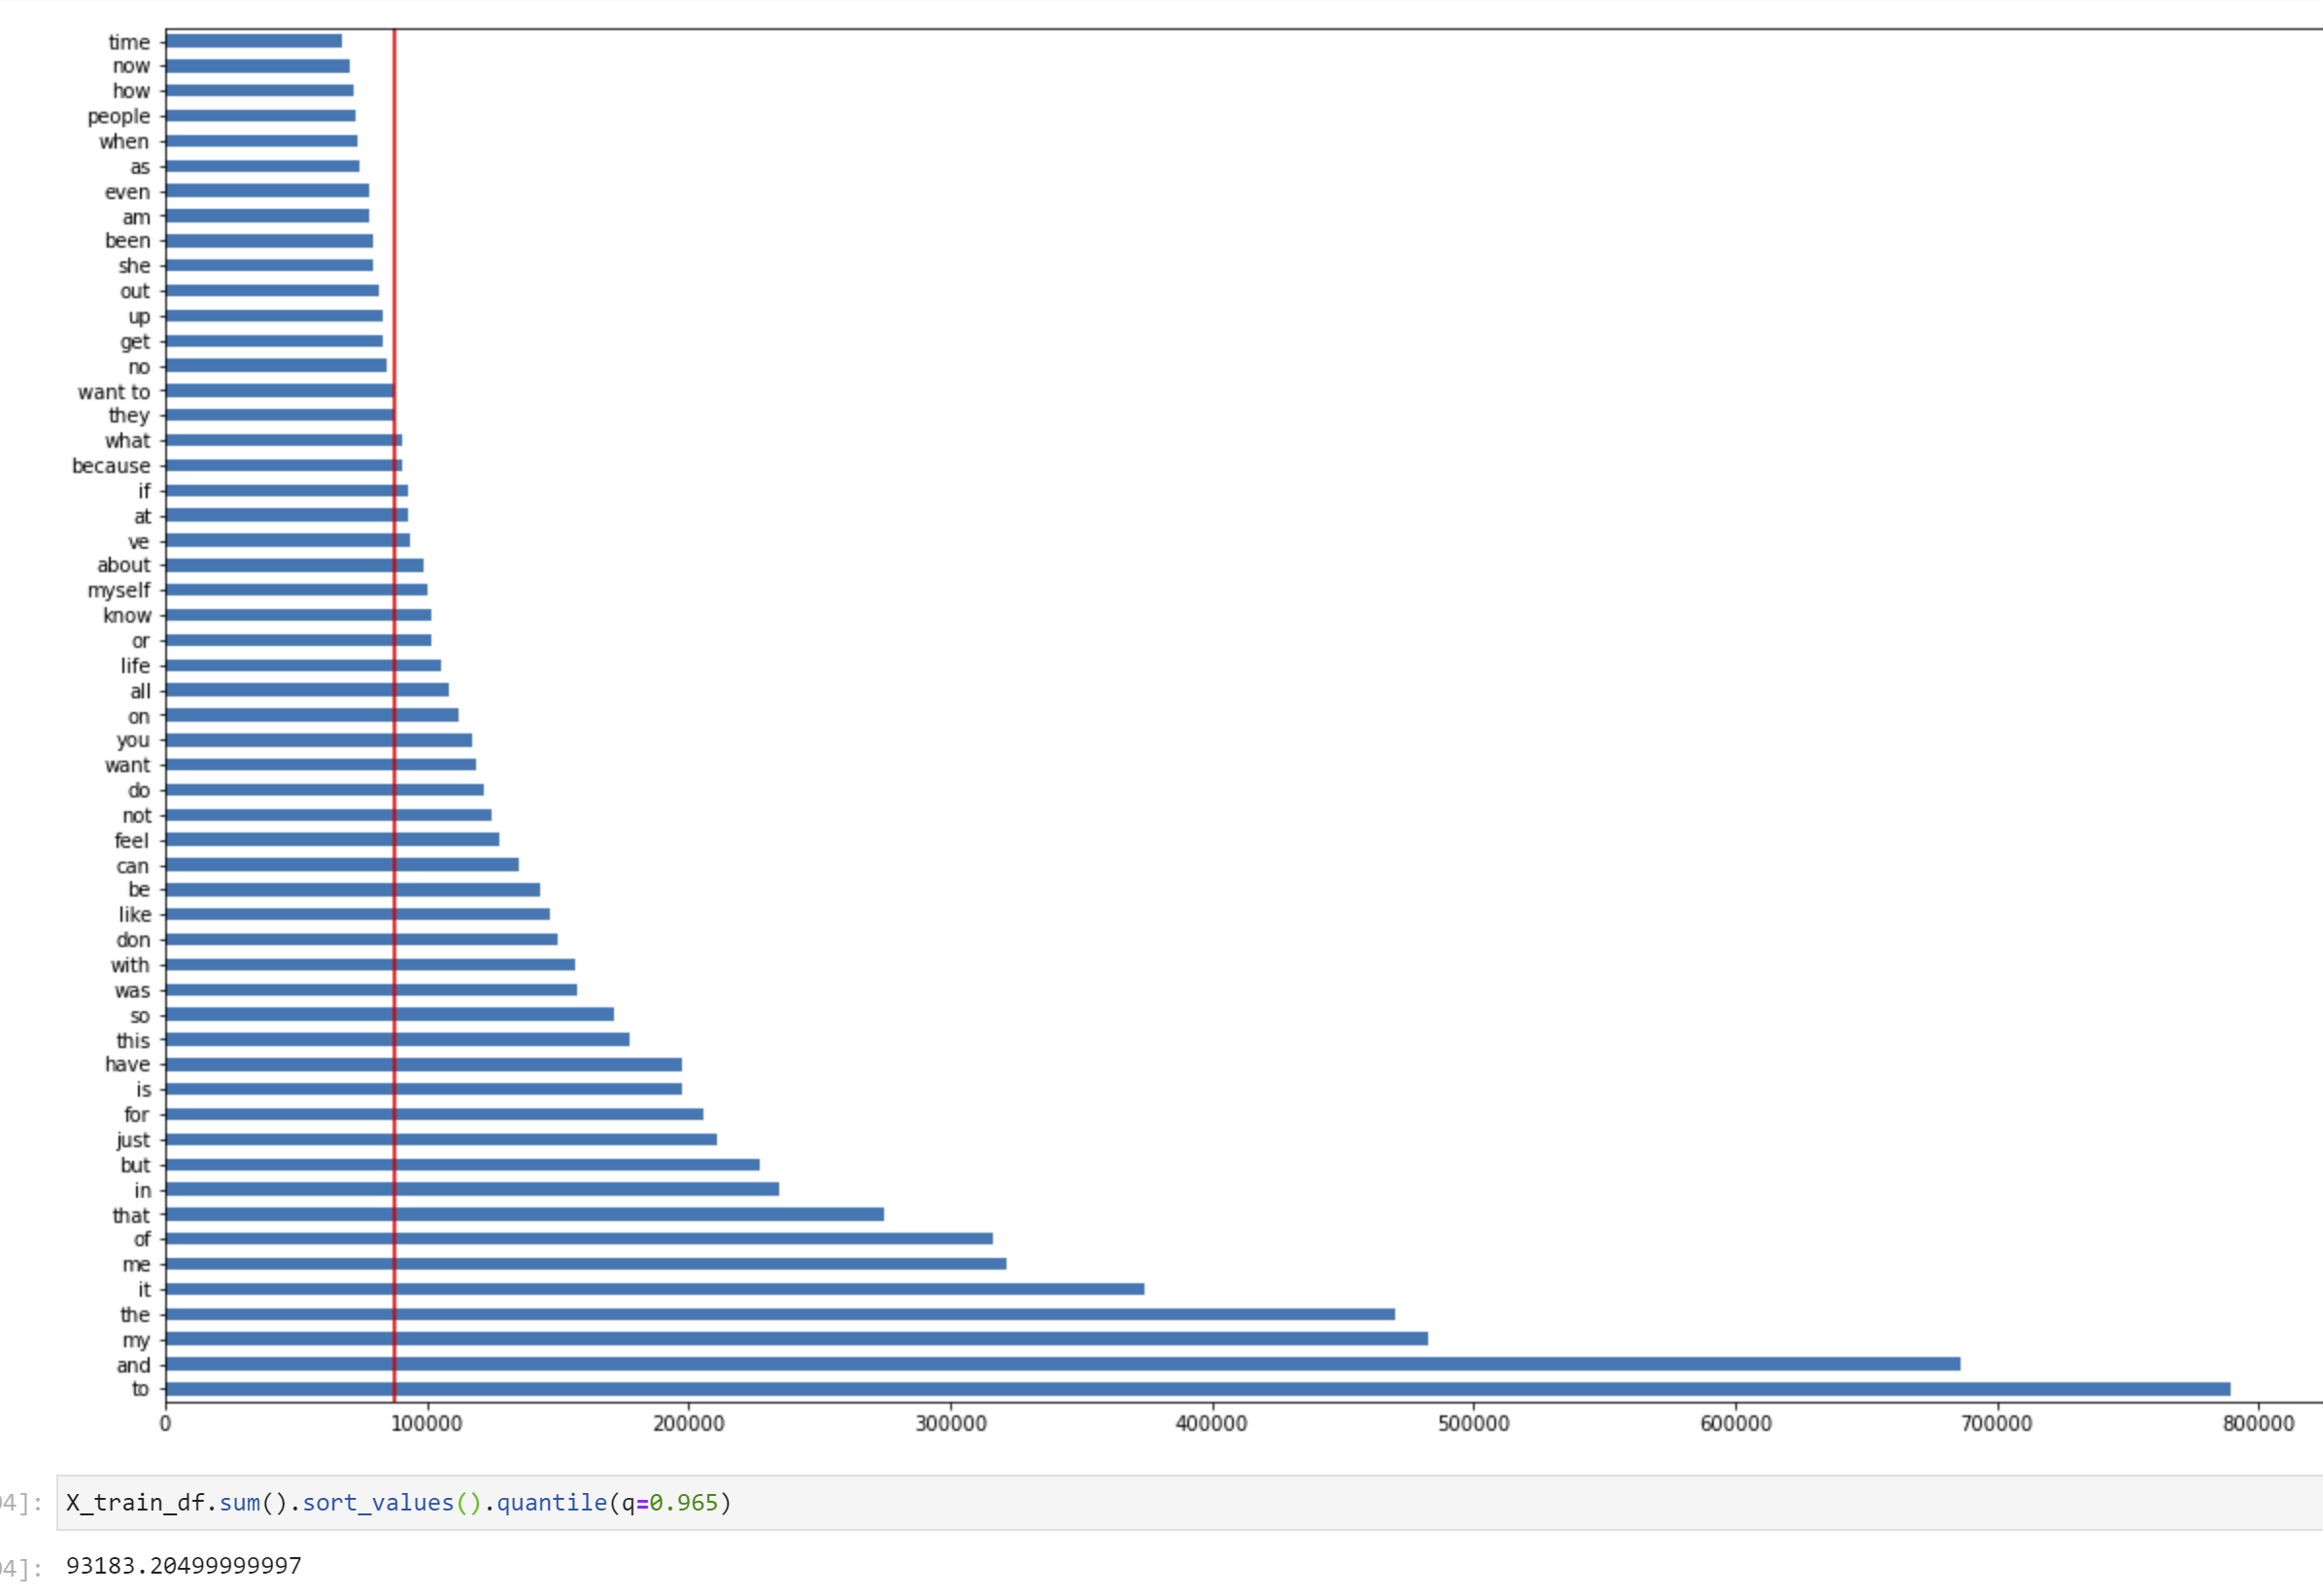 time
now
how
people
when
as
even
am
been
she
out
up
get
no
want to
they
what
because
if
at
ve
about
myself
know
or
life
all
on
you
want
do
not
feel
can
be
like
don
with
was
so
this
have
is
for
just
but
in
that
of
me
it
the
my
and
to
0 100000 200000 300000 400000 500000 600000 700000 800000
4]: X_train_df.sum().sort_values().quantile(q=0.965)
4]: 93183.20499999997